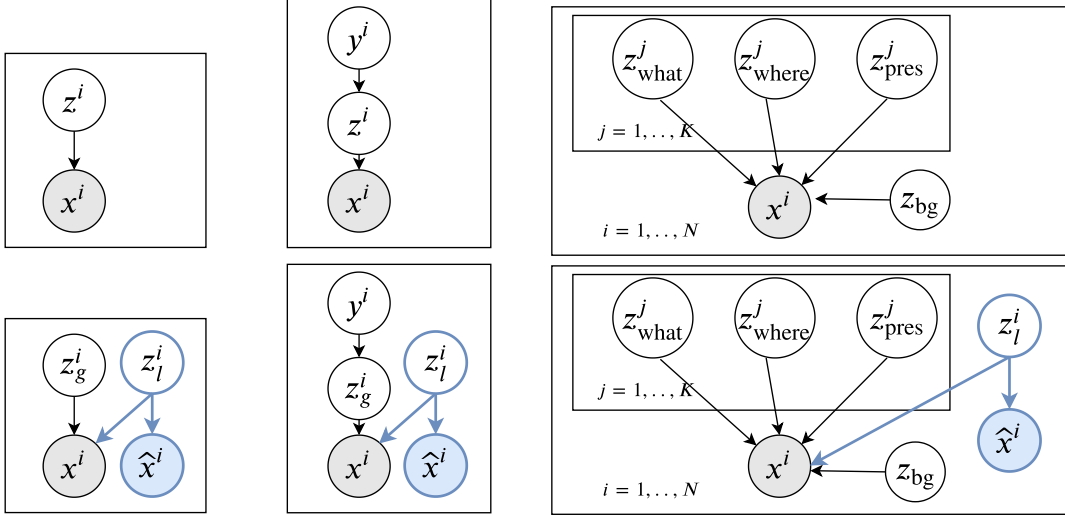 z^i
x^i
y^i
z^i
x^i
z^j_what z^j_where z^j_pres
j = 1,..,K
x^i z_bg
i = 1,..,N
z^i_g z^i_l
x^i x̂^i
y^i
z^i_l
z^i_g
x^i x̂^i
z^j_what z^j_where z^j_pres z^i_l
j = 1,..,K
x^i x̂^i
z_bg
i = 1,..,N